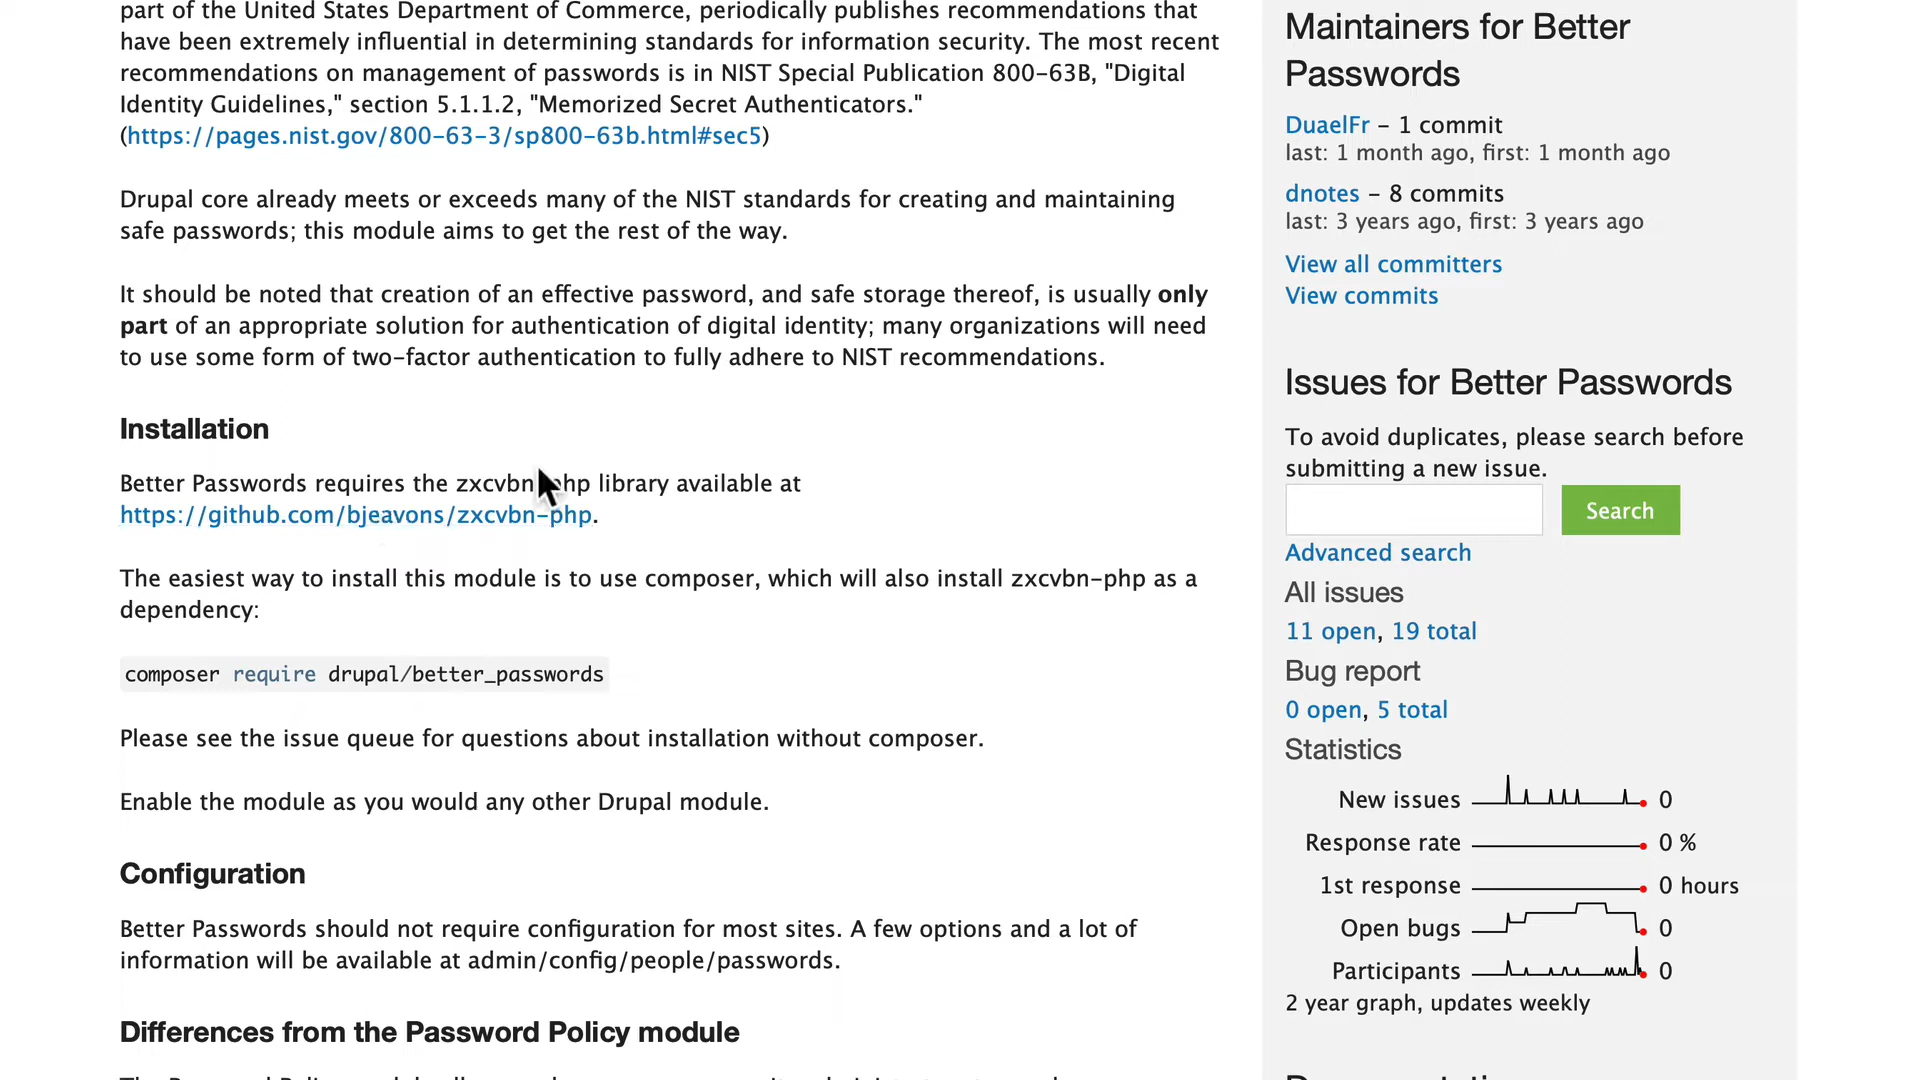 part of the United States Department of Commerce, periodically publishes recommendations that
have been extremely influential in determining standards for information security. The most recent
recommendations on management of passwords is in NIST Special Publication 800-63B, "Digital
Identity Guidelines," section 5.1.1.2, "Memorized Secret Authenticators."
(https://pages.nist.gov/800-63-3/sp800-63b.html#sec5)
Drupal core already meets or exceeds many of the NIST standards for creating and maintaining
safe passwords; this module aims to get the rest of the way.
It should be noted that creation of an effective password, and safe storage thereof, is usually only
part of an appropriate solution for authentication of digital identity; many organizations will need
to use some form of two-factor authentication to fully adhere to NIST recommendations.
Installation
Better Passwords requires the zxcvbn-php library available at
https://github.com/bjeavons/zxcvbn-php.
The easiest way to install this module is to use composer, which will also install zxcvbn-php as a
dependency:
composer require drupal/better_passwords
Please see the issue queue for questions about installation without composer.
Enable the module as you would any other Drupal module.
Configuration
Better Passwords should not require configuration for most sites. A few options and a lot of
information will be available at admin/config/people/passwords.
Differences from the Password Policy module
Maintainers for Better
Passwords
DuaelFr - 1 commit
last: 1 month ago, first: 1 month ago
dnotes - 8 commits
last: 3 years ago, first: 3 years ago
View all committers
View commits
Issues for Better Passwords
To avoid duplicates, please search before
submitting a new issue.
Search
Advanced search
All issues
11 open, 19 total
Bug report
0 open, 5 total
Statistics
New issues 0
Response rate 0 %
1st response 0 hours
Open bugs 0
Participants 0
2 year graph, updates weekly